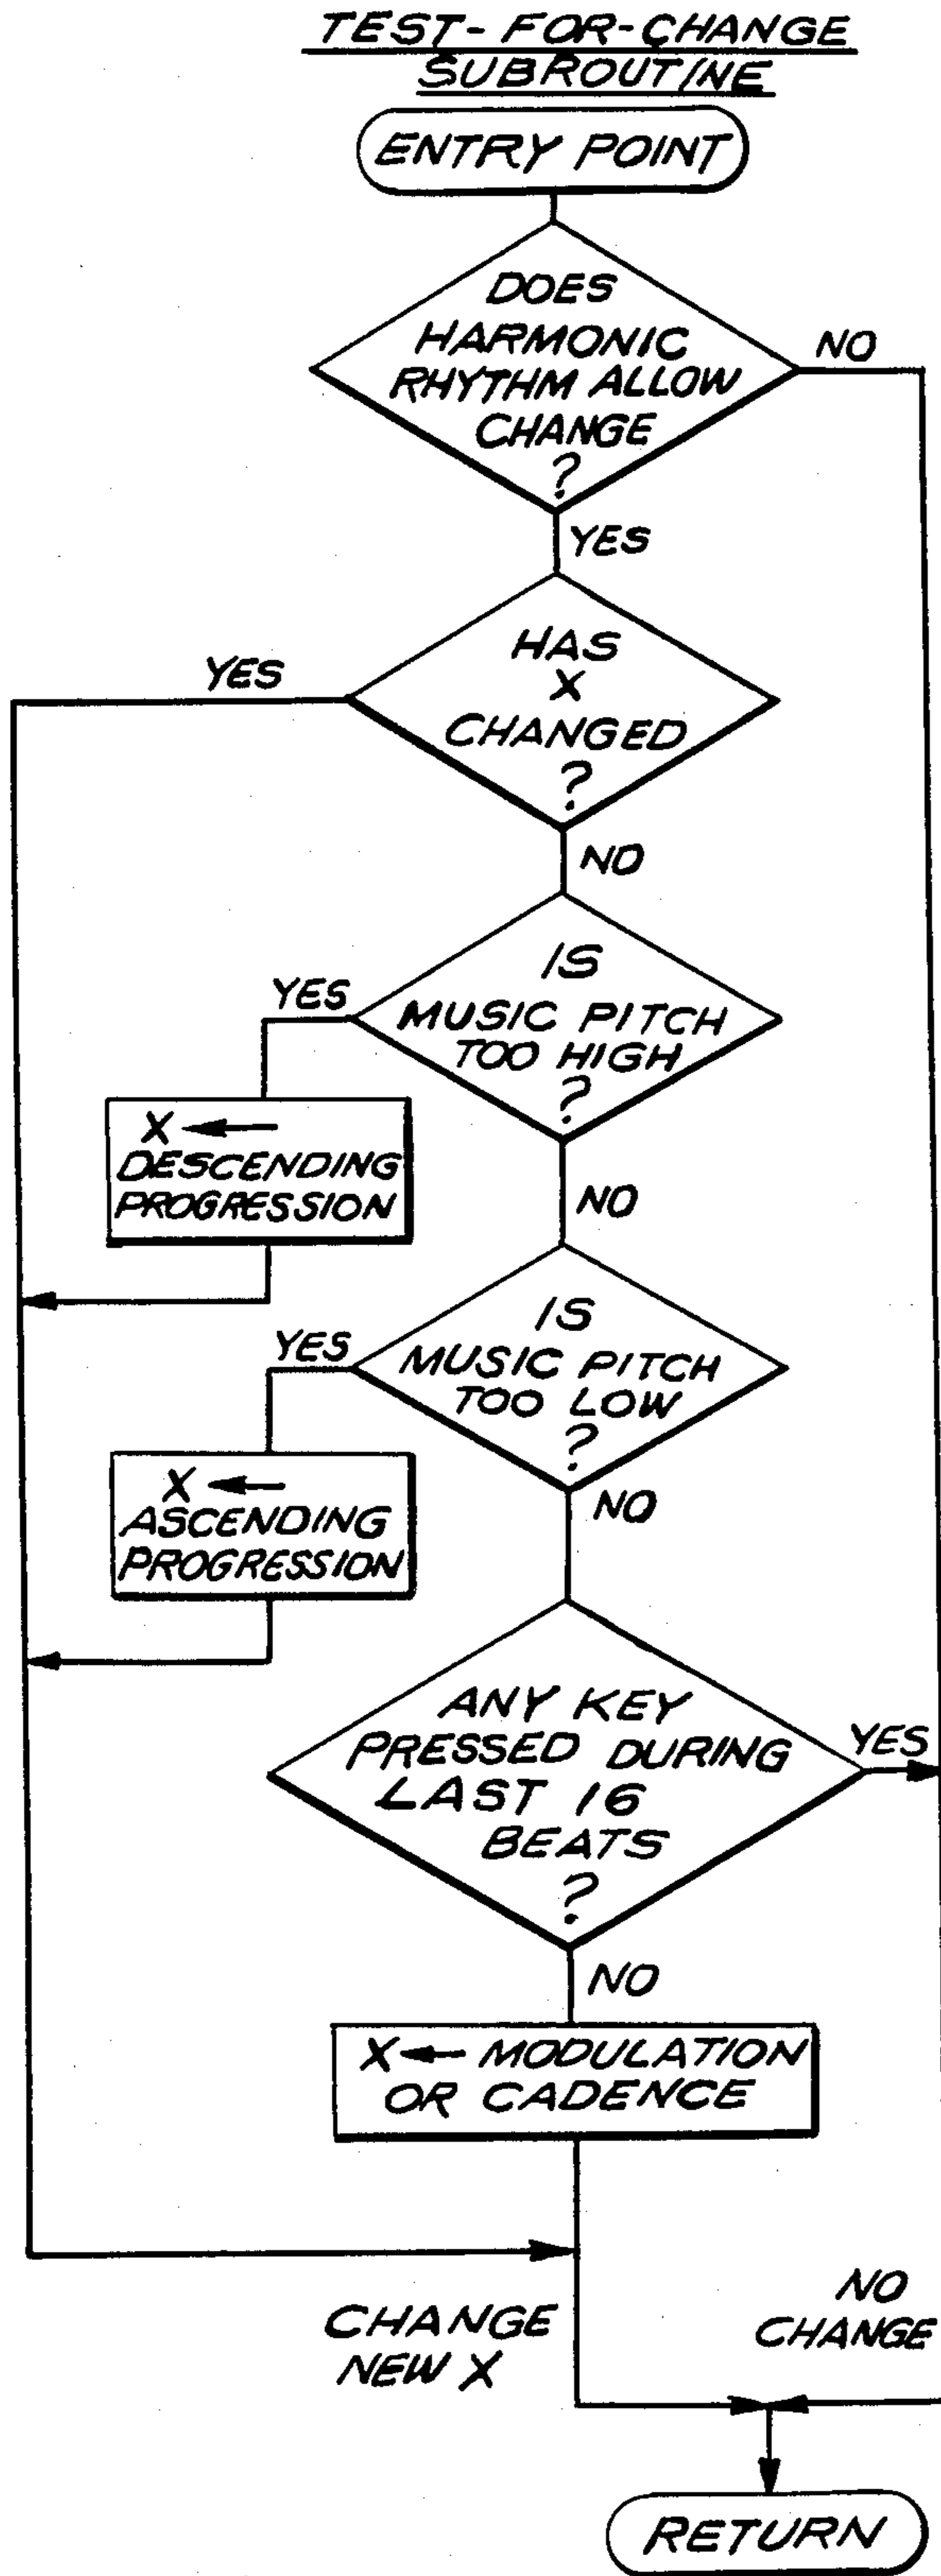 TEST-FOR-CHANGE
SUBROUTINE
ENTRY POINT
DOES
HARMONIC
RHYTHM ALLOW
CHANGE
?
NO
YES
HAS
X
CHANGED
?
YES
NO
IS
MUSIC PITCH
TOO HIGH
?
YES
X ←
DESCENDING
PROGRESSION
NO
IS
MUSIC PITCH
TOO LOW
?
YES
X ←
ASCENDING
PROGRESSION
NO
ANY KEY
PRESSED DURING
LAST 16
BEATS
?
YES
NO
X ← MODULATION
OR CADENCE
CHANGE
NEW X
NO
CHANGE
RETURN